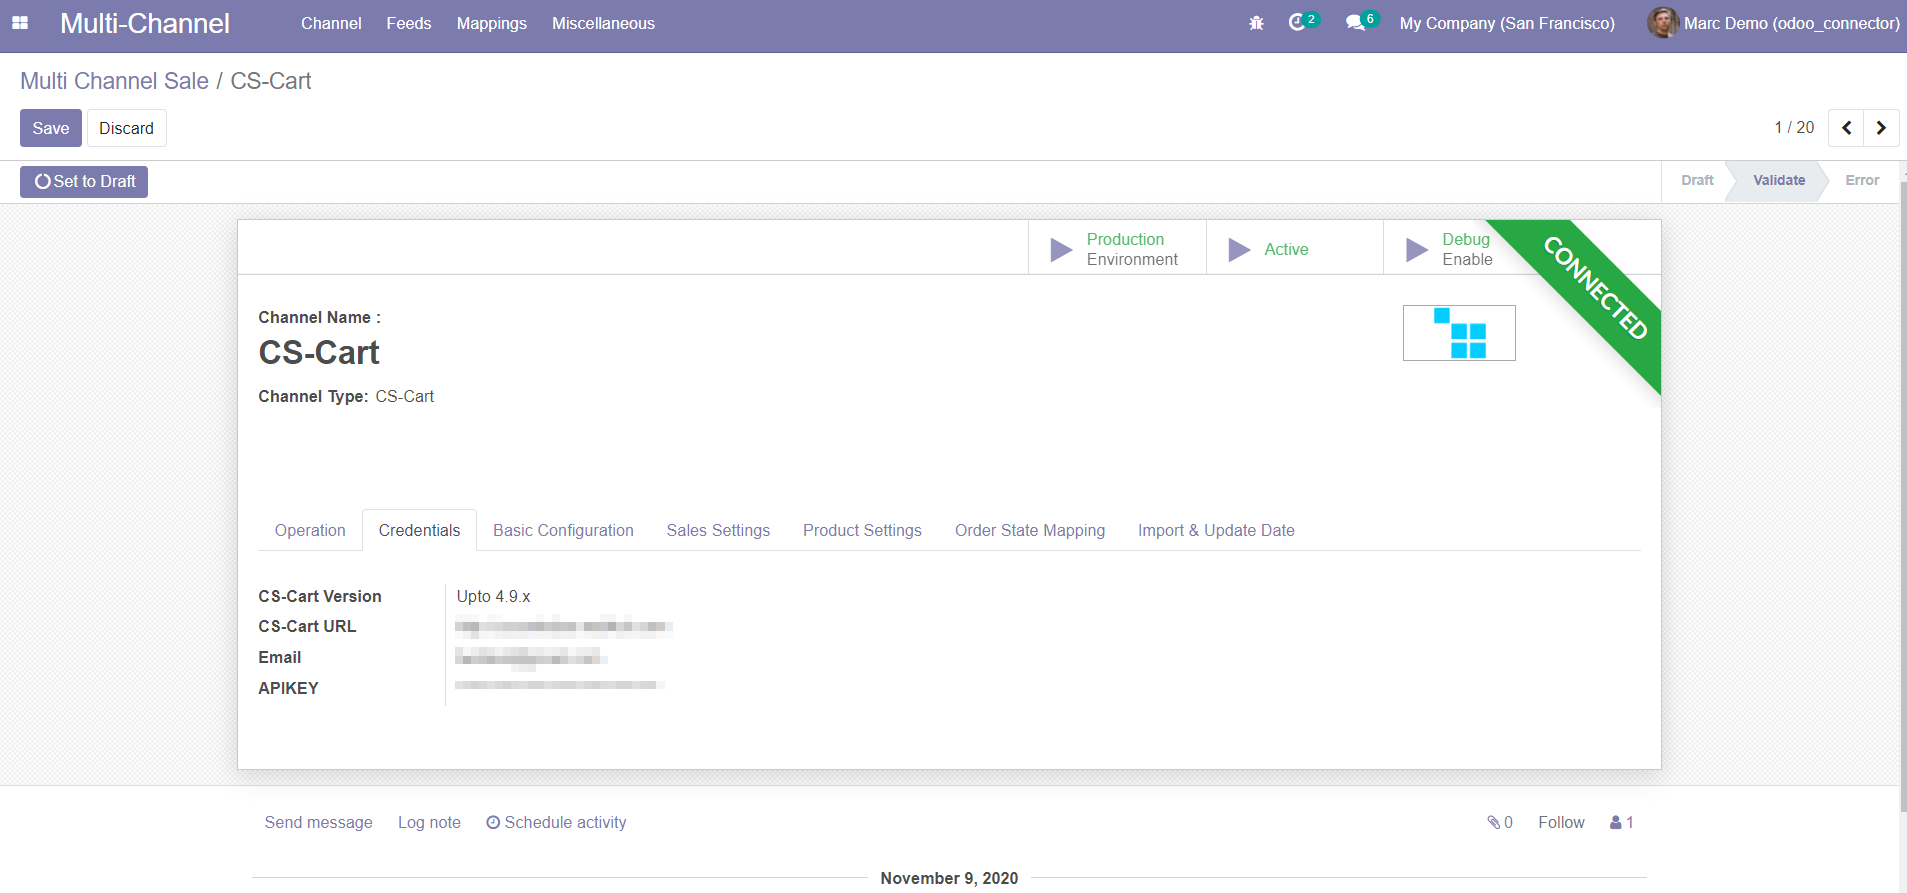 Multi-Channel Channel Feeds Mappings Miscellaneous 2 6 My Company (San Francisco) Marc Demo (odoo_connector)
Multi Channel Sale / CS-Cart
Save Discard 1 / 20
Set to Draft Draft Validate Error
Production Environment Active Debug Enable CONNECTED
Channel Name :
CS-Cart
Channel Type: CS-Cart
Operation Credentials Basic Configuration Sales Settings Product Settings Order State Mapping Import & Update Date
CS-Cart Version Upto 4.9.x
CS-Cart URL
Email
APIKEY
Send message Log note Schedule activity 0 Follow 1
November 9, 2020